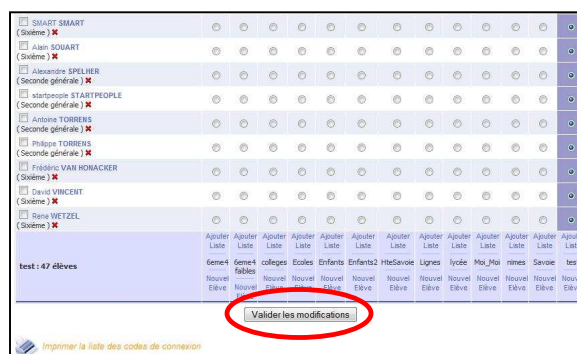 SMART SMART
( Sixième ) ✖
Alain SOUART
( Sixième ) ✖
Alexandre SPELHER
( Seconde générale ) ✖
startpeople STARTPEOPLE
( Seconde générale ) ✖
Antoine TORRENS
( Seconde générale ) ✖
Philippe TORRENS
( Seconde générale ) ✖
Frédéric VAN HONACKER
( Sixième ) ✖
David VINCENT
( Sixième ) ✖
Rene WETZEL
( Sixième ) ✖
Ajouter Ajouter Ajouter Ajouter Ajouter Ajouter Ajouter Ajouter Ajouter Ajouter Ajouter Ajouter
Liste Liste Liste Liste Liste Liste Liste Liste Liste Liste Liste Liste
test : 47 élèves 6eme4 6eme4 faibles colleges Ecoles Enfants Enfants2 HteSavoie Lignes lycée Moi_Moi nimes Savoie test
Nouvel Nouvel Nouvel Nouvel Nouvel Nouvel Nouvel Nouvel Nouvel Nouvel Nouvel Nouvel
Elève Elève Elève Elève Elève Elève Elève Elève Elève Elève Elève Elève
Valider les modifications
Imprimer la liste des codes de connexion